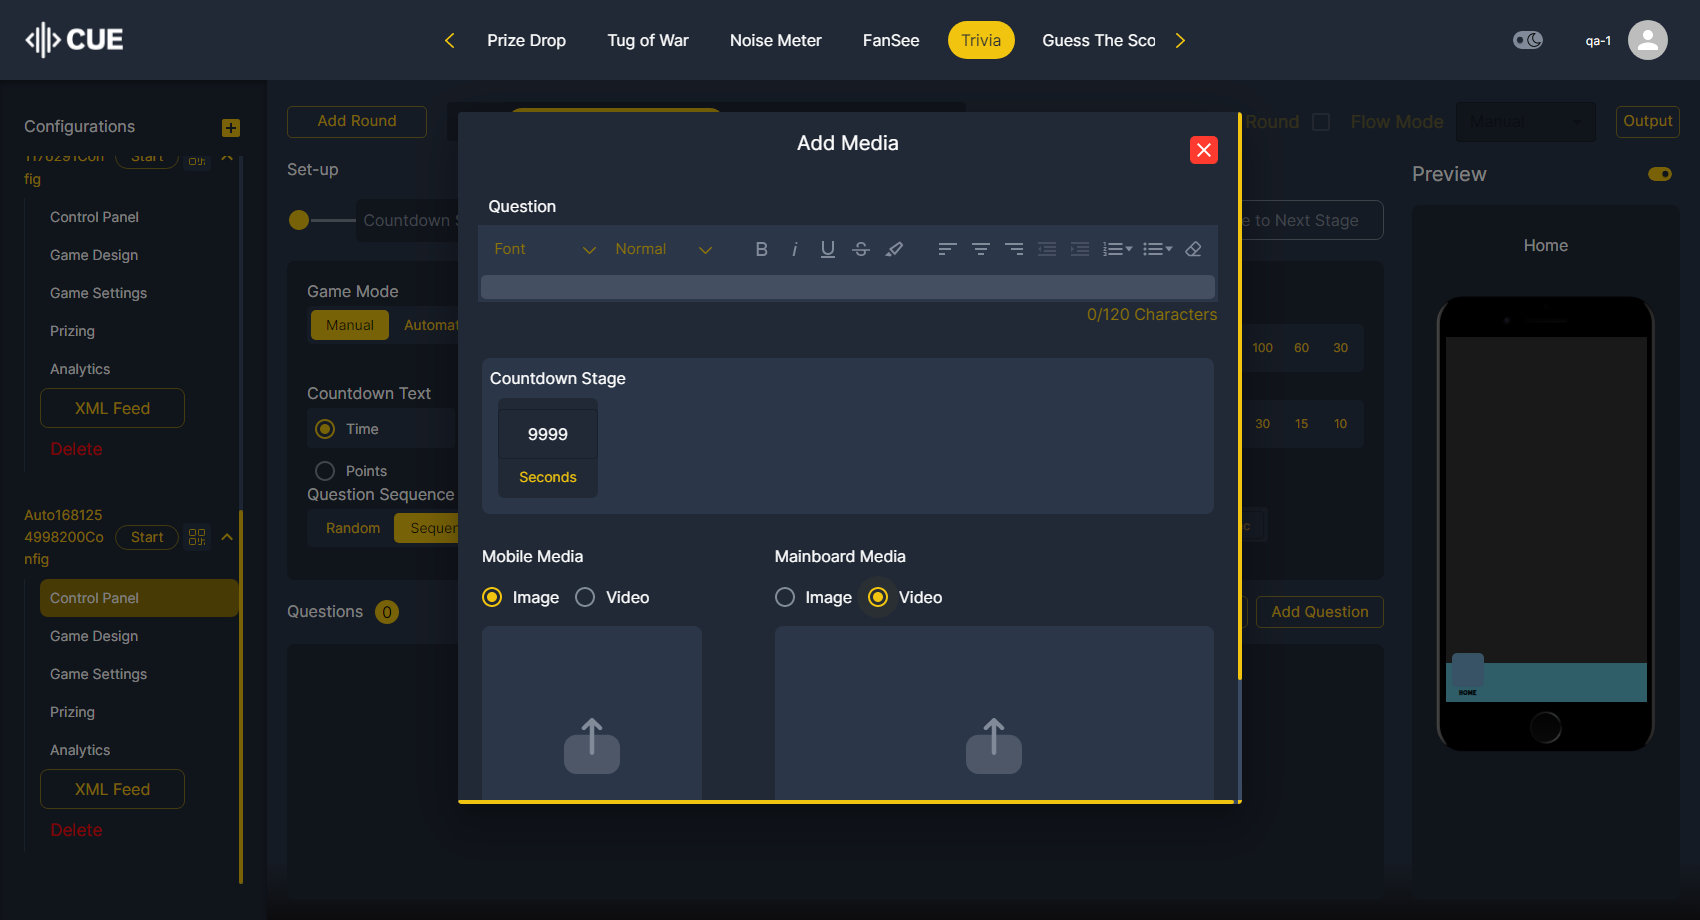 CUE
Prize Drop
Tug of War
Noise Meter
FanSee
Trivia
Guess The Sco
qa-1
Configurations
Add Round
Round
Flow Mode
Manual
Output
1176291Con
fig
Start
Control Panel
Game Design
Game Settings
Prizing
Analytics
XML Feed
Delete
Auto168125
4998200Co
nfig
Start
Control Panel
Game Design
Game Settings
Prizing
Analytics
XML Feed
Delete
Set-up
Countdown S
e to Next Stage
Game Mode
Manual
Automat
Countdown Text
Time
Points
Question Sequence
Random
Sequen
100 60 30
30 15 10
c
Questions 0
Add Question
Add Media
Question
Font
Normal
B i U S
0/120 Characters
Countdown Stage
9999
Seconds
Mobile Media
Image
Video
Mainboard Media
Image
Video
Preview
Home
HOME